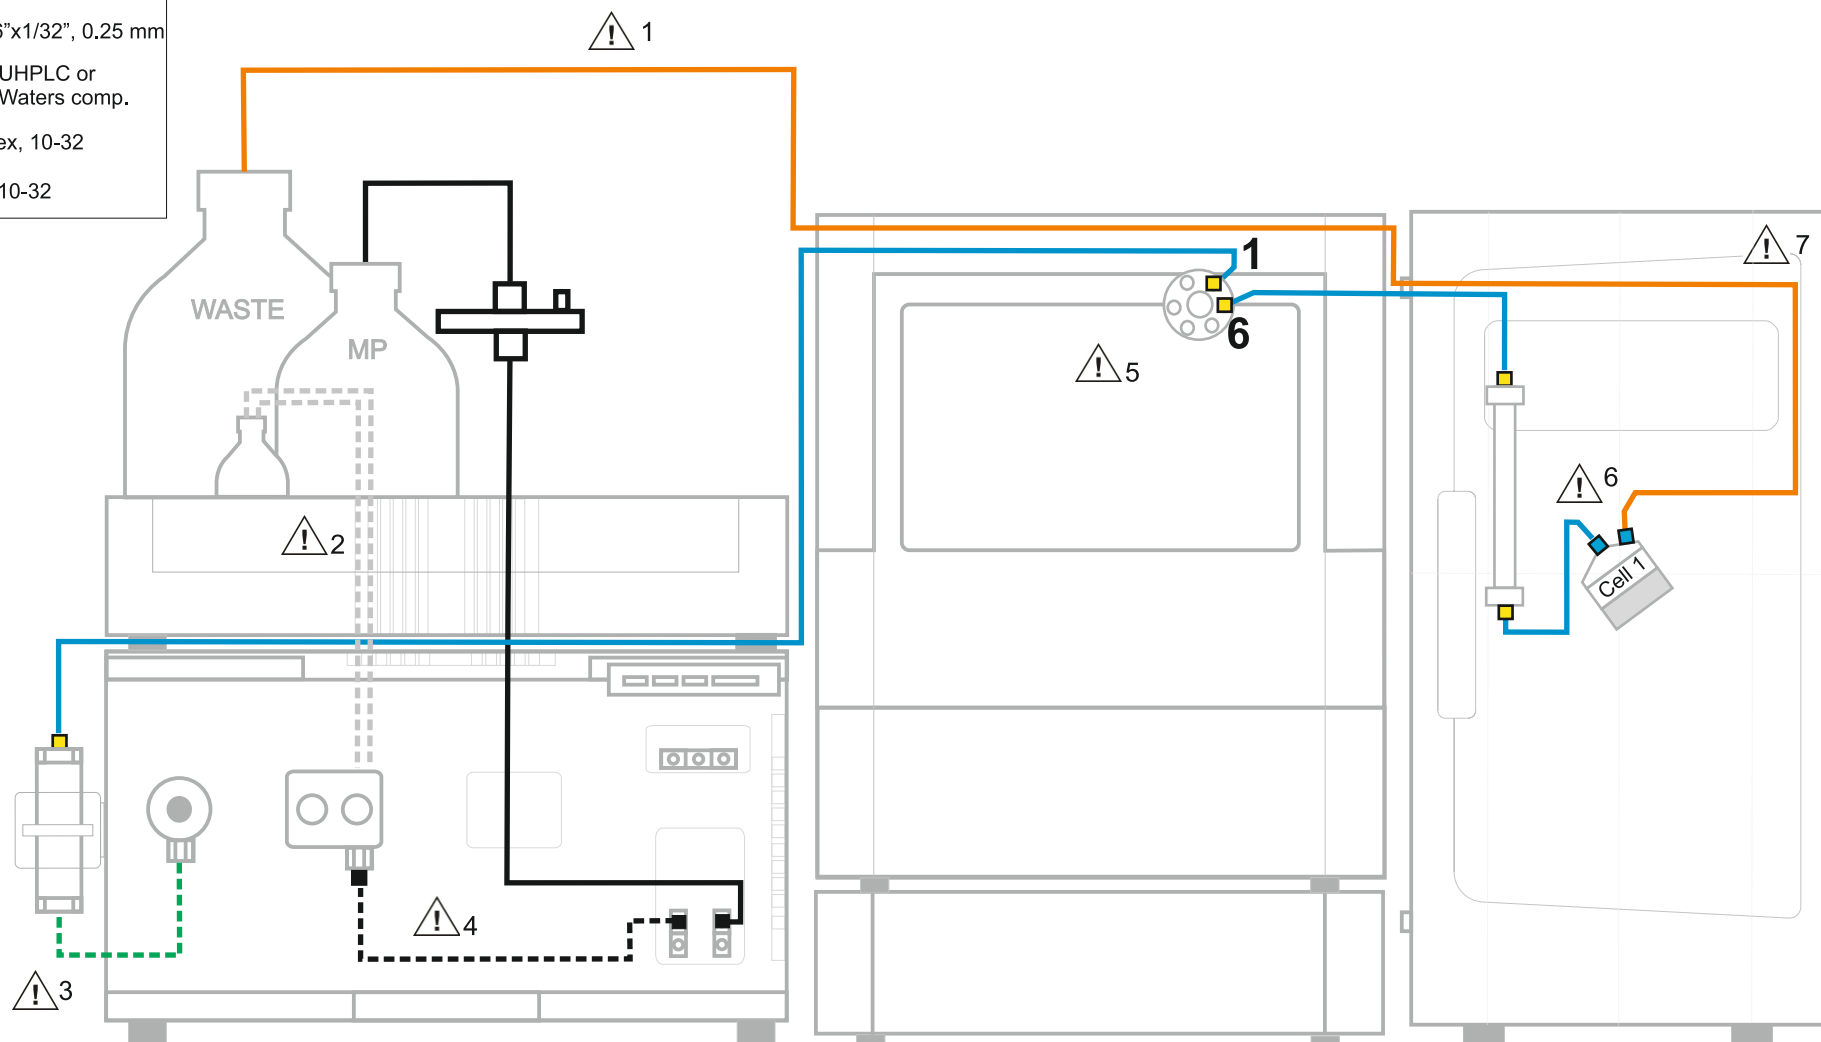 6”x1/32”, 0.25 mm
UHPLC or
Waters comp.
ex, 10-32
10-32
! 1
WASTE
MP
1
6
! 7
! 5
! 6
Cell 1
! 2
! 4
! 3